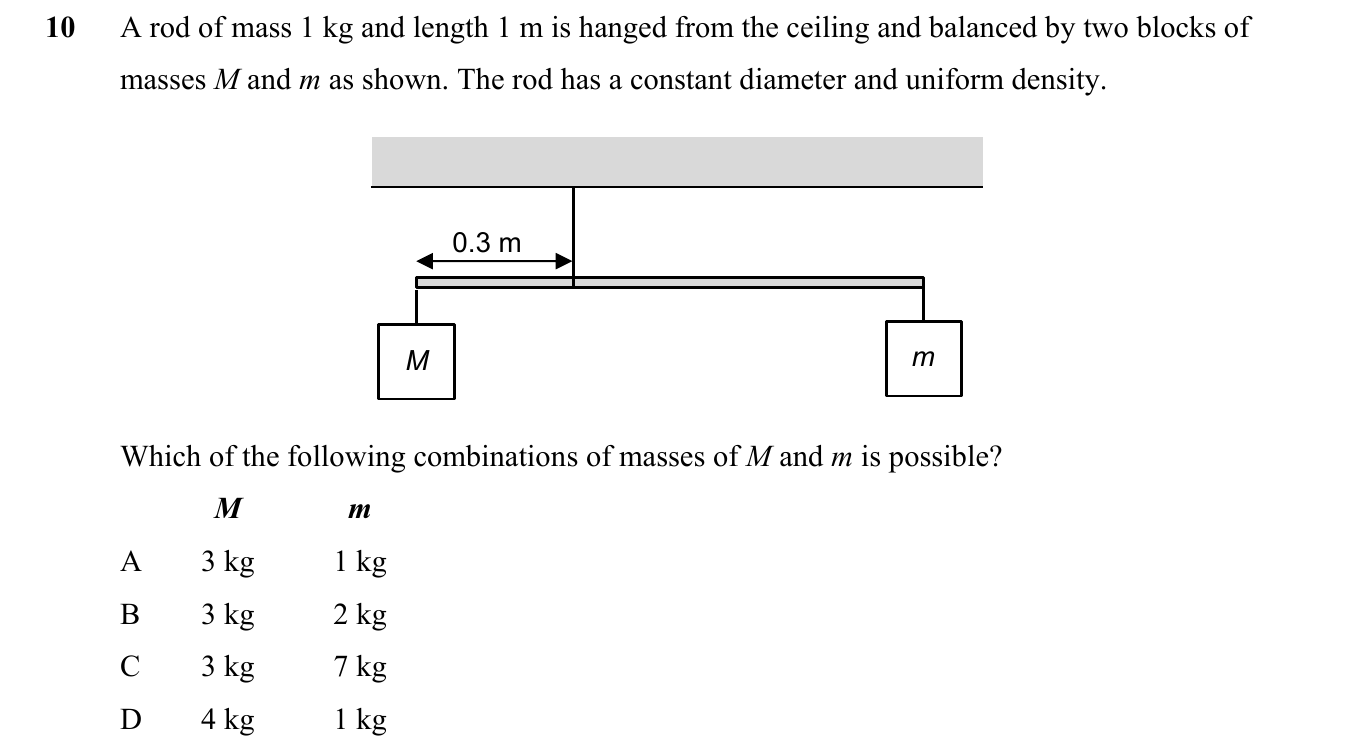 10 A rod of mass 1 kg and length 1 m is hanged from the ceiling and balanced by two blocks of
masses M and m as shown. The rod has a constant diameter and uniform density.
0.3 m
M
m
Which of the following combinations of masses of M and m is possible?
M m
A 3 kg 1 kg
B 3 kg 2 kg
C 3 kg 7 kg
D 4 kg 1 kg